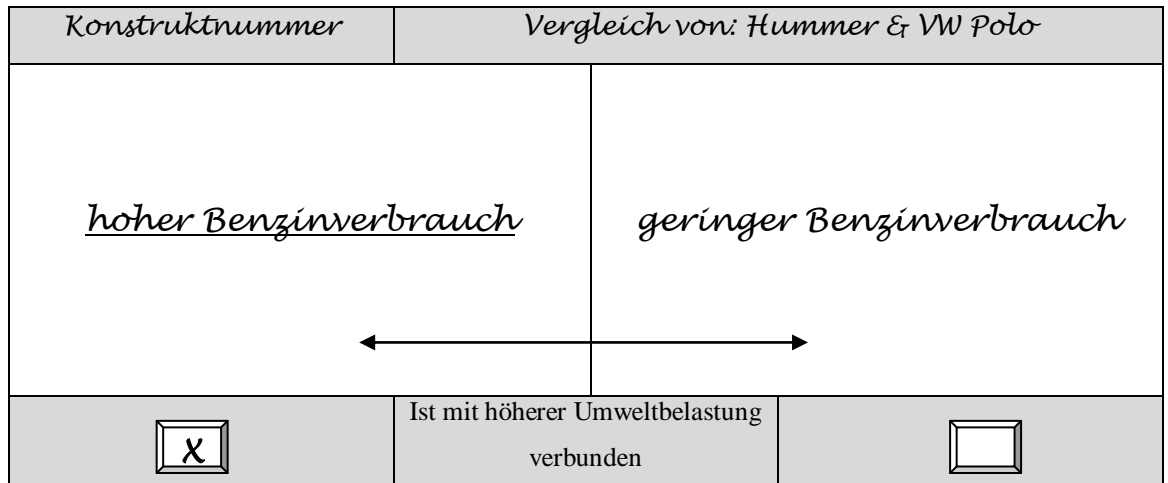 Konstruktnummer
Vergleich von: Hummer & VW Polo
hoher Benzinverbrauch
geringer Benzinverbrauch
x
Ist mit höherer Umweltbelastung
verbunden